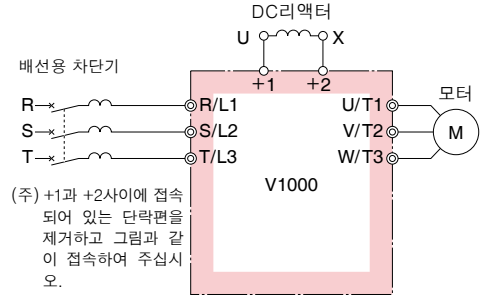 DC리액터
U X
배선용 차단기
+1 +2
모터
R R/L1 U/T1
S S/L2 V/T2 M
T T/L3 W/T3
V1000
(주) +1과 +2사이에 접속
되어 있는 단락편을
제거하고 그림과 같
이 접속하여 주십시
오.